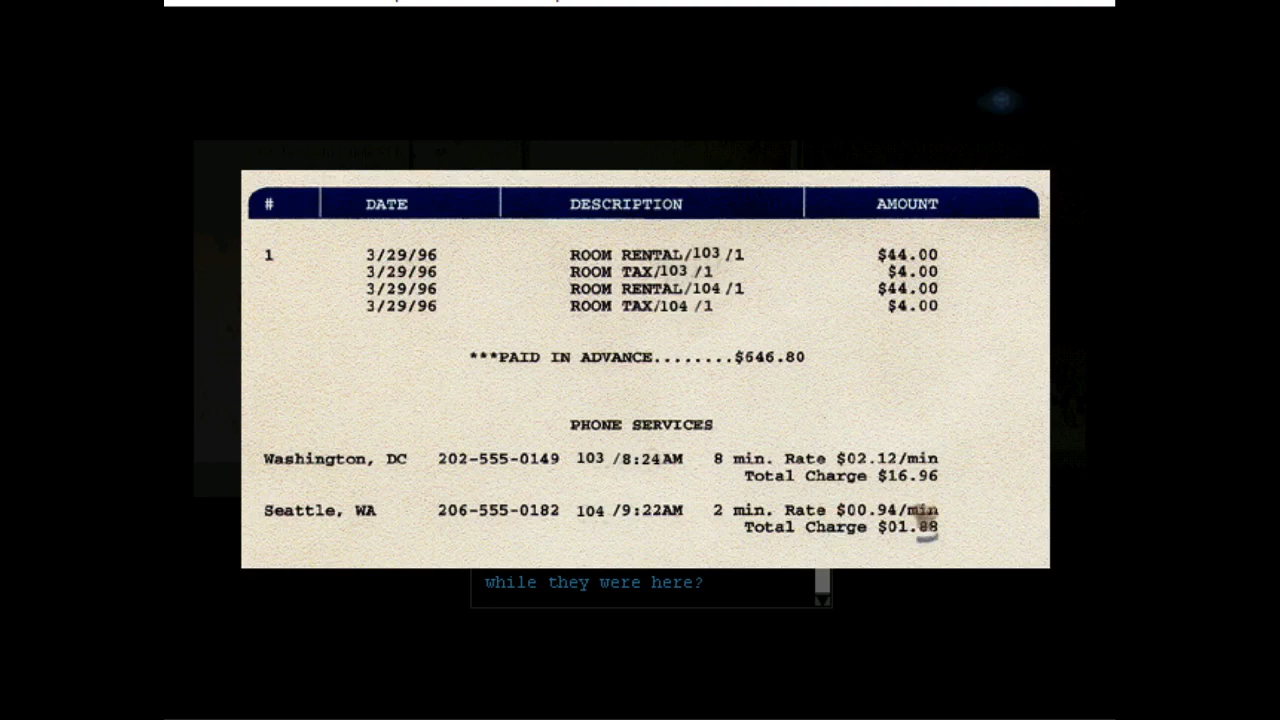 # DATE DESCRIPTION AMOUNT
1 3/29/96 ROOM RENTAL/103 /1 $44.00
3/29/96 ROOM TAX/103 /1 $4.00
3/29/96 ROOM RENTAL/104 /1 $44.00
3/29/96 ROOM TAX/104 /1 $4.00
***PAID IN ADVANCE........$646.80
PHONE SERVICES
Washington, DC 202-555-0149 103 /8:24AM 8 min. Rate $02.12/min
Total Charge $16.96
Seattle, WA 206-555-0182 104 /9:22AM 2 min. Rate $00.94/min
Total Charge $01.88
while they were here?